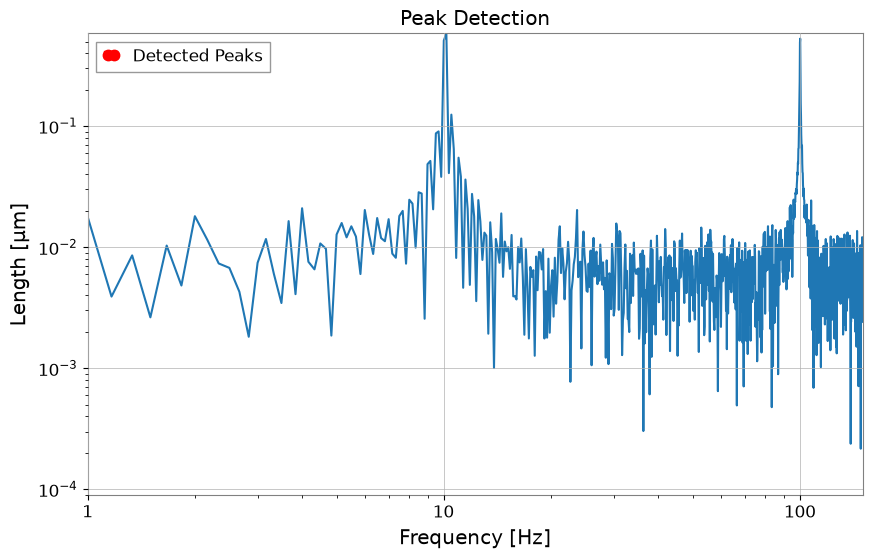 Peak Detection
Detected Peaks
10⁻¹
10⁻²
10⁻³
10⁻⁴
Length [µm]
1
10
100
Frequency [Hz]